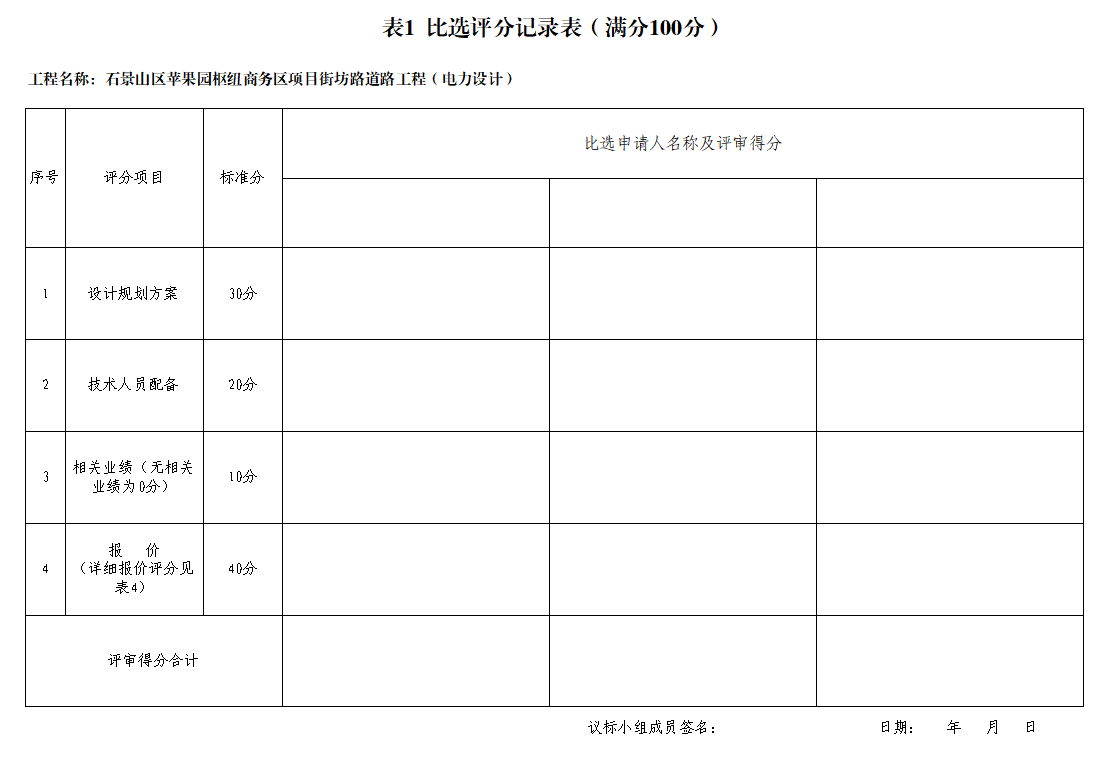 表1 比选评分记录表（满分100分）
工程名称：石景山区苹果园枢纽商务区项目街坊路道路工程（电力设计）
序号 评分项目 标准分 比选申请人名称及评审得分
1 设计规划方案 30分
2 技术人员配备 20分
3 相关业绩（无相关
业绩为0分） 10分
4 报 价
（详细报价评分见
表4） 40分
评审得分合计
议标小组成员签名： 日期： 年 月 日